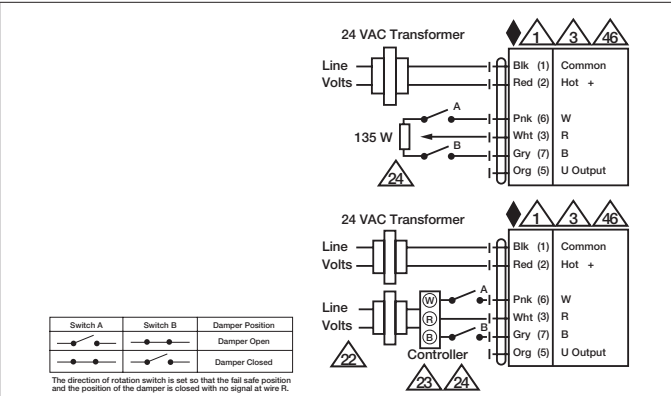 24 VAC Transformer
1 3 46
Line
Volts
Blk (1) Common
Red (2) Hot +
A
Pnk (6) W
135 W
Wht (3) R
B
Gry (7) B
Org (5) U Output
24
24 VAC Transformer
1 3 46
Line
Volts
Blk (1) Common
Red (2) Hot +
A
Line
Volts
W
R
B
Pnk (6) W
Wht (3) R
B
Gry (7) B
Org (5) U Output
22
Controller
23 24
Switch A Switch B Damper Position
Damper Open
Damper Closed
The direction of rotation switch is set so that the fail safe position
and the position of the damper is closed with no signal at wire R.